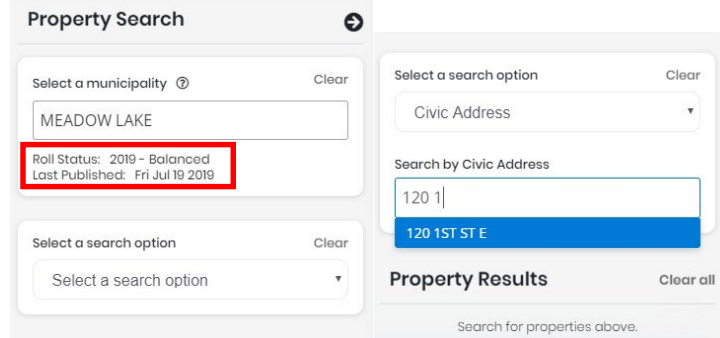 Property Search
Select a municipality
Clear
MEADOW LAKE
Roll Status: 2019 - Balanced
Last Published: Fri Jul 19 2019
Select a search option
Clear
Select a search option
Select a search option
Clear
Civic Address
Search by Civic Address
120 1
120 1ST ST E
Property Results
Clear all
Search for properties above.